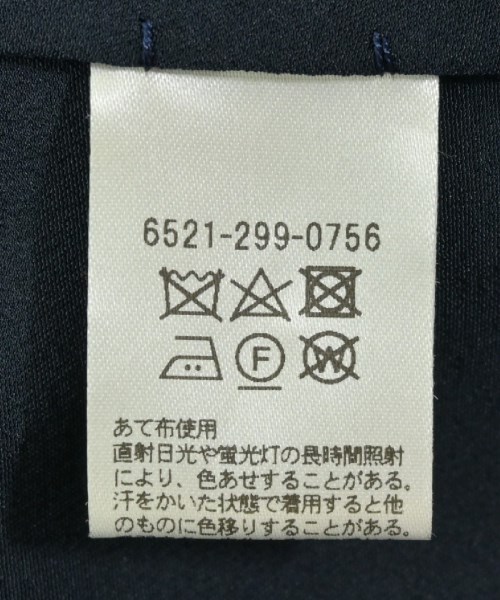 6521-299-0756
F
W
あて布使用
直射日光や蛍光灯の長時間照射
により、色あせすることがある。
汗をかいた状態で着用すると他
のものに色移りすることがある。